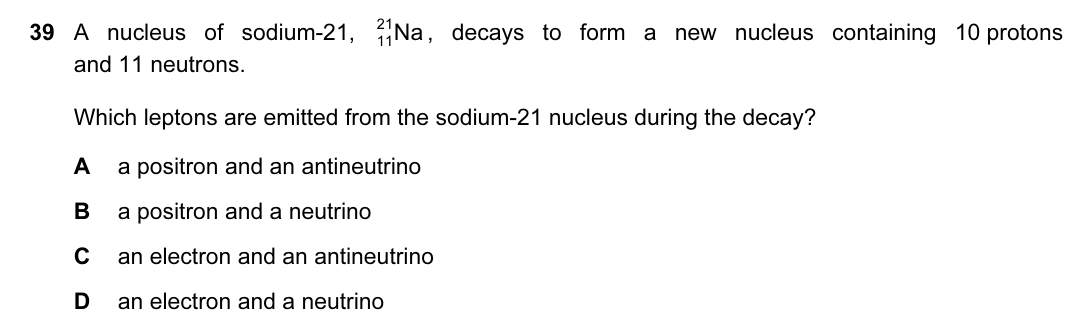 39 A nucleus of sodium-21, ²¹₁₁Na, decays to form a new nucleus containing 10 protons
and 11 neutrons.
Which leptons are emitted from the sodium-21 nucleus during the decay?
A a positron and an antineutrino
B a positron and a neutrino
C an electron and an antineutrino
D an electron and a neutrino